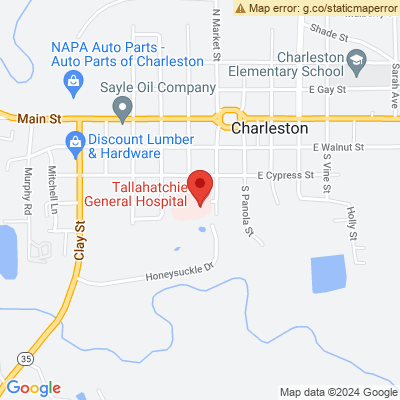 Map error: g.co/staticmaperror
N Market St
Shade St
NAPA Auto Parts -
Auto Parts of Charleston
Charleston
Elementary School
Sarah Ave
Sayle Oil Company
E Gay St
Main St
Charleston
Discount Lumber
& Hardware
E Walnut St
Mitchell Ln
Murphy Rd
Tallahatchie
General Hospital
E Cypress St
S Vine St
S Panola St
Holly St
Clay St
Honeysuckle Dr
35
Google
Map data ©2024 Google